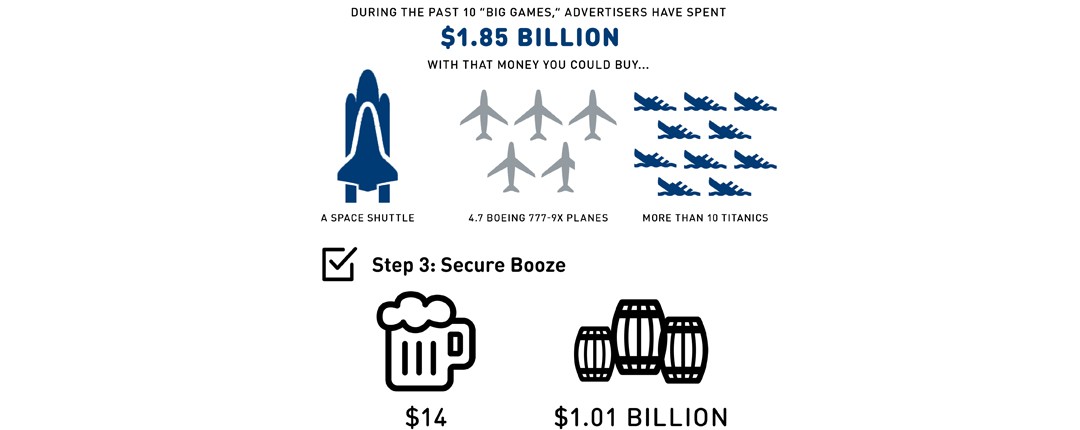 DURING THE PAST 10 "BIG GAMES," ADVERTISERS HAVE SPENT
$1.85 BILLION
WITH THAT MONEY YOU COULD BUY...
A SPACE SHUTTLE
4.7 BOEING 777-9X PLANES
MORE THAN 10 TITANICS
Step 3: Secure Booze
$14
$1.01 BILLION